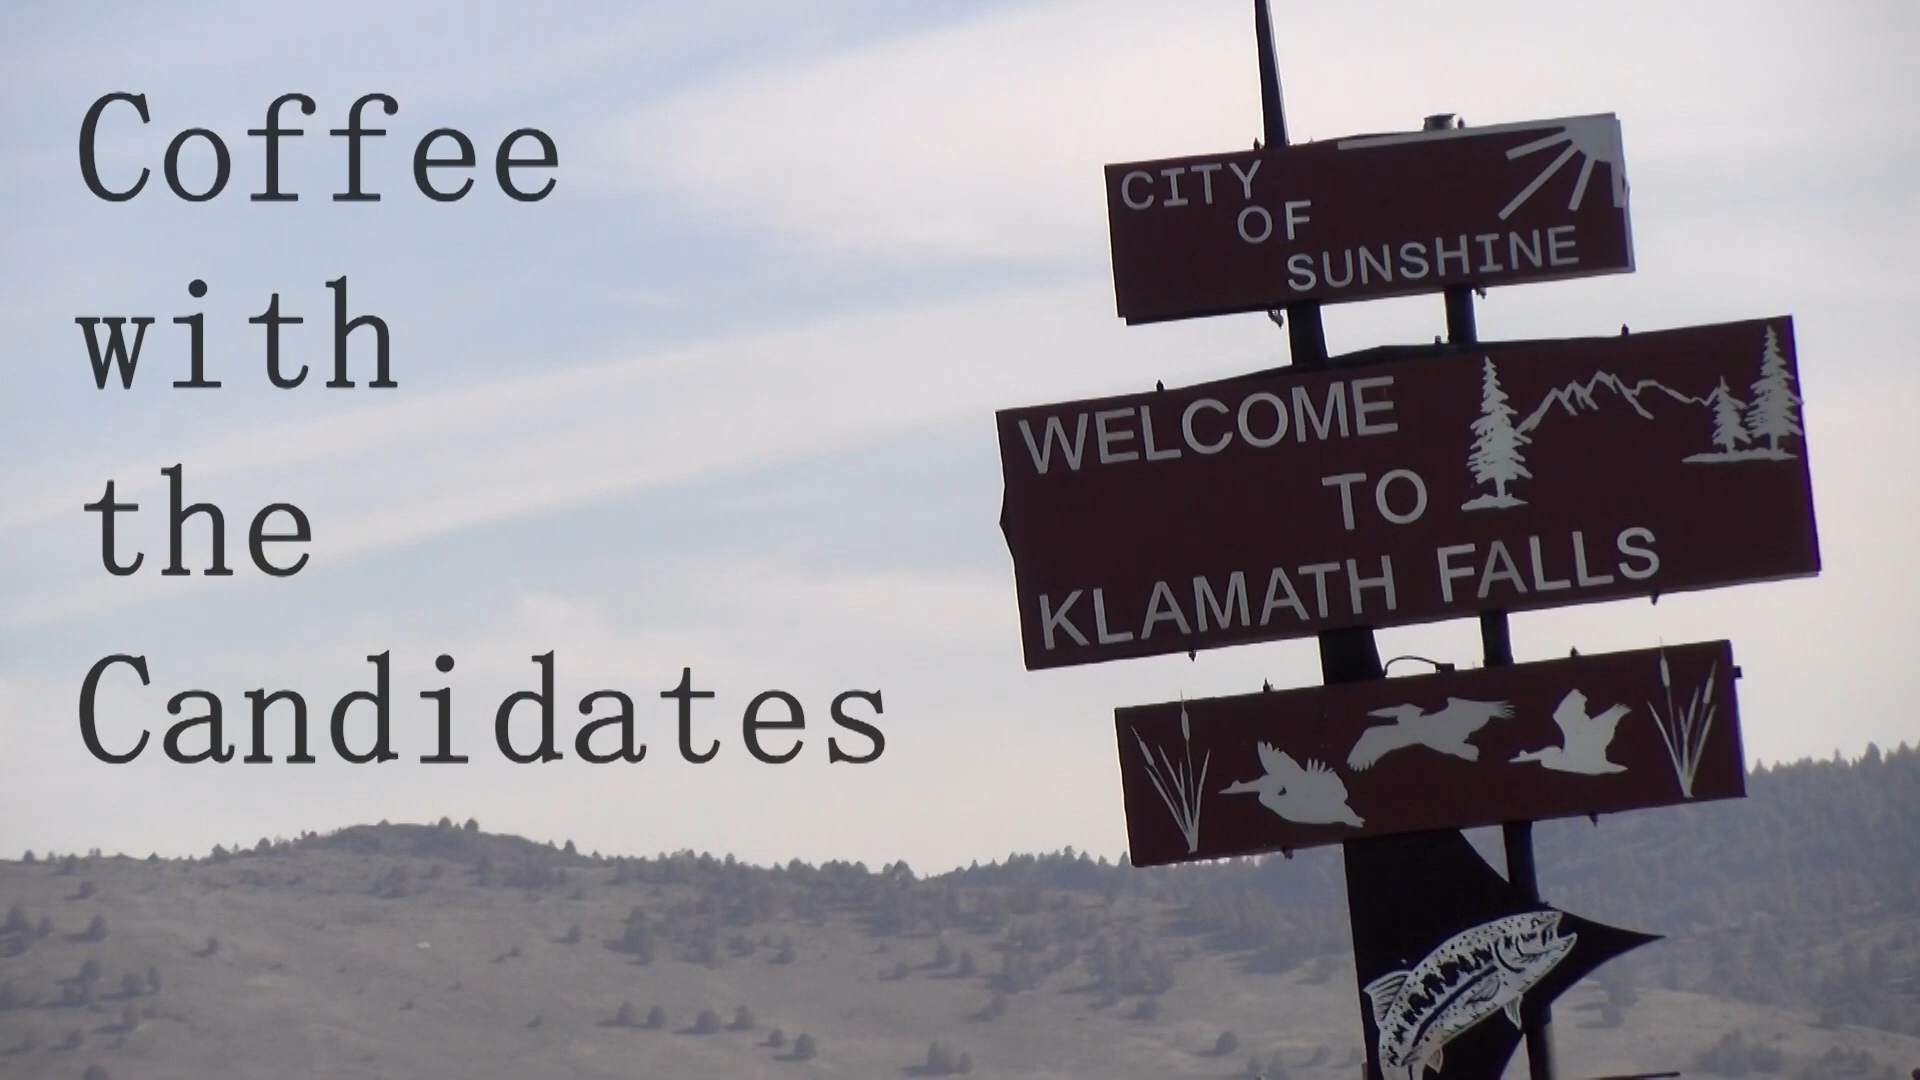 Coffee
with
the
Candidates
CITY
OF
SUNSHINE
WELCOME
TO
KLAMATH FALLS